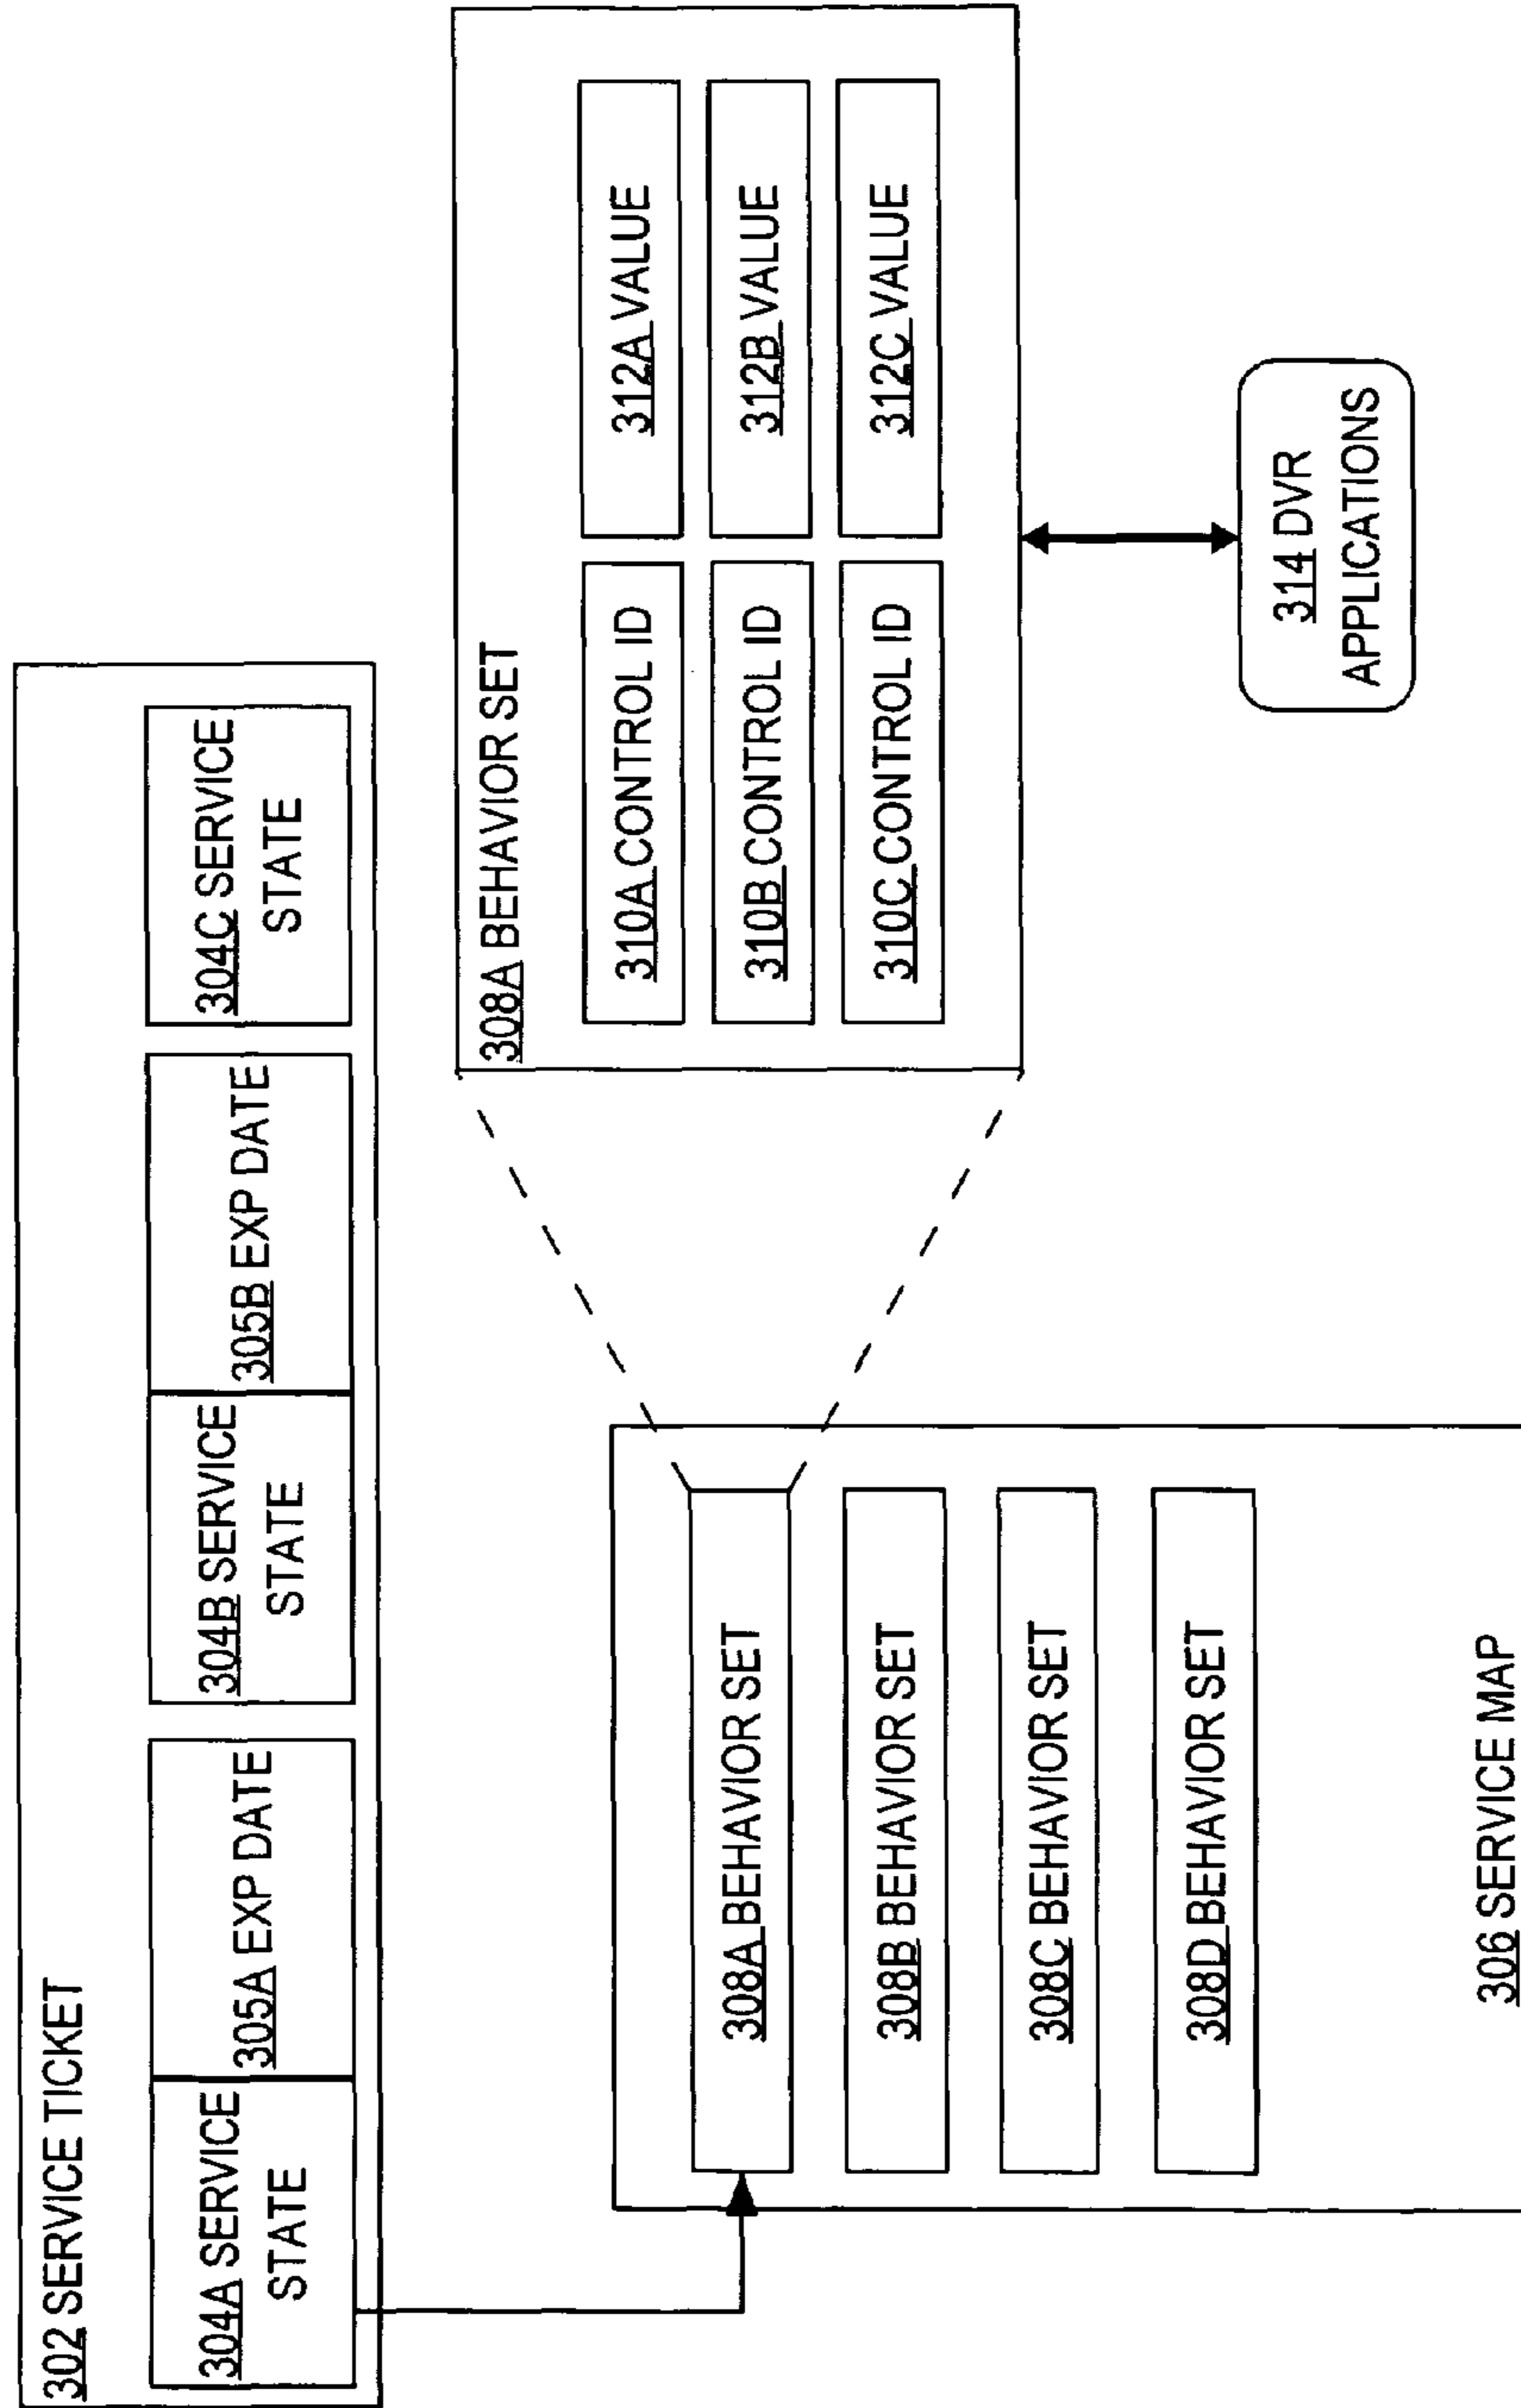 302 SERVICE TICKET
304A SERVICE
STATE
305A EXP DATE
304B SERVICE
STATE
305B EXP DATE
304C SERVICE
STATE
308A BEHAVIOR SET
308B BEHAVIOR SET
308C BEHAVIOR SET
308D BEHAVIOR SET
306 SERVICE MAP
308A BEHAVIOR SET
310A CONTROL ID
312A VALUE
310B CONTROL ID
312B VALUE
310C CONTROL ID
312C VALUE
314 DVR
APPLICATIONS